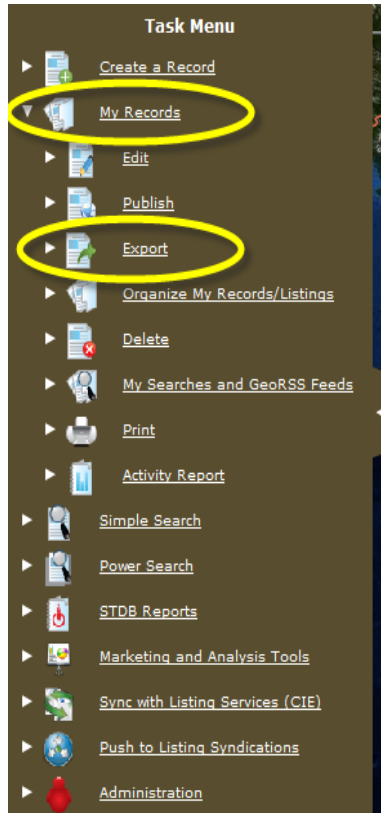 Task Menu
Create a Record
My Records
Edit
Publish
Export
Organize My Records/Listings
Delete
My Searches and GeoRSS Feeds
Print
Activity Report
Simple Search
Power Search
STDB Reports
Marketing and Analysis Tools
Sync with Listing Services (CIE)
Push to Listing Syndications
Administration